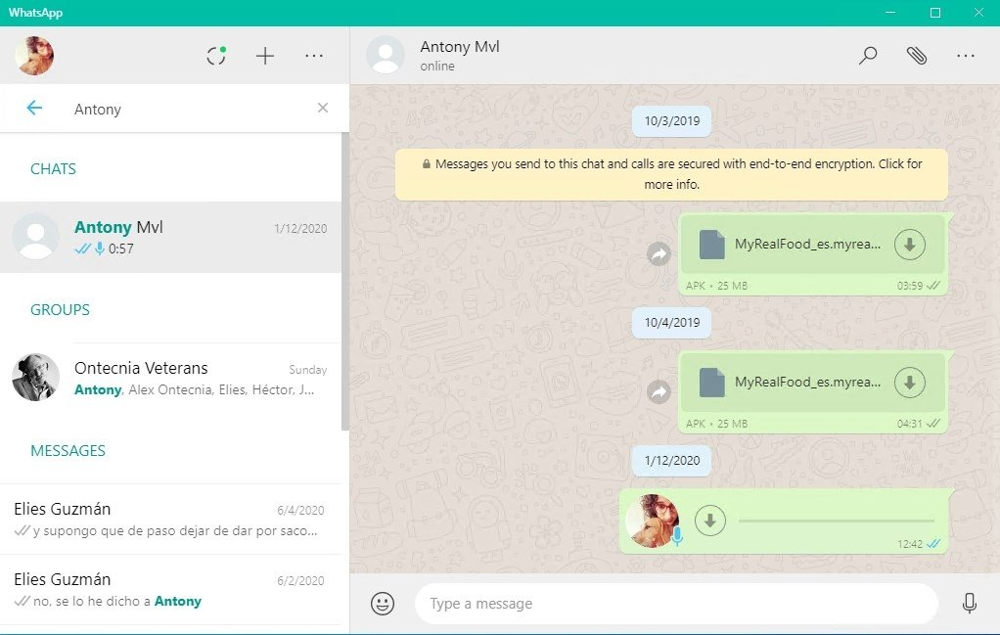 WhatsApp
Antony
CHATS
Antony Mvl
1/12/2020
0:57
GROUPS
Ontecnia Veterans
Sunday
Antony, Alex Ontecnia, Elies, Héctor, J...
MESSAGES
Elies Guzmán
6/4/2020
y supongo que de paso dejar de dar por saco...
Elies Guzmán
6/2/2020
no, se lo he dicho a Antony
Antony Mvl
online
10/3/2019
Messages you send to this chat and calls are secured with end-to-end encryption. Click for
more info.
MyRealFood_es.myrea...
APK • 25 MB
03:59
10/4/2019
MyRealFood_es.myrea...
APK • 25 MB
04:31
1/12/2020
12:42
Type a message